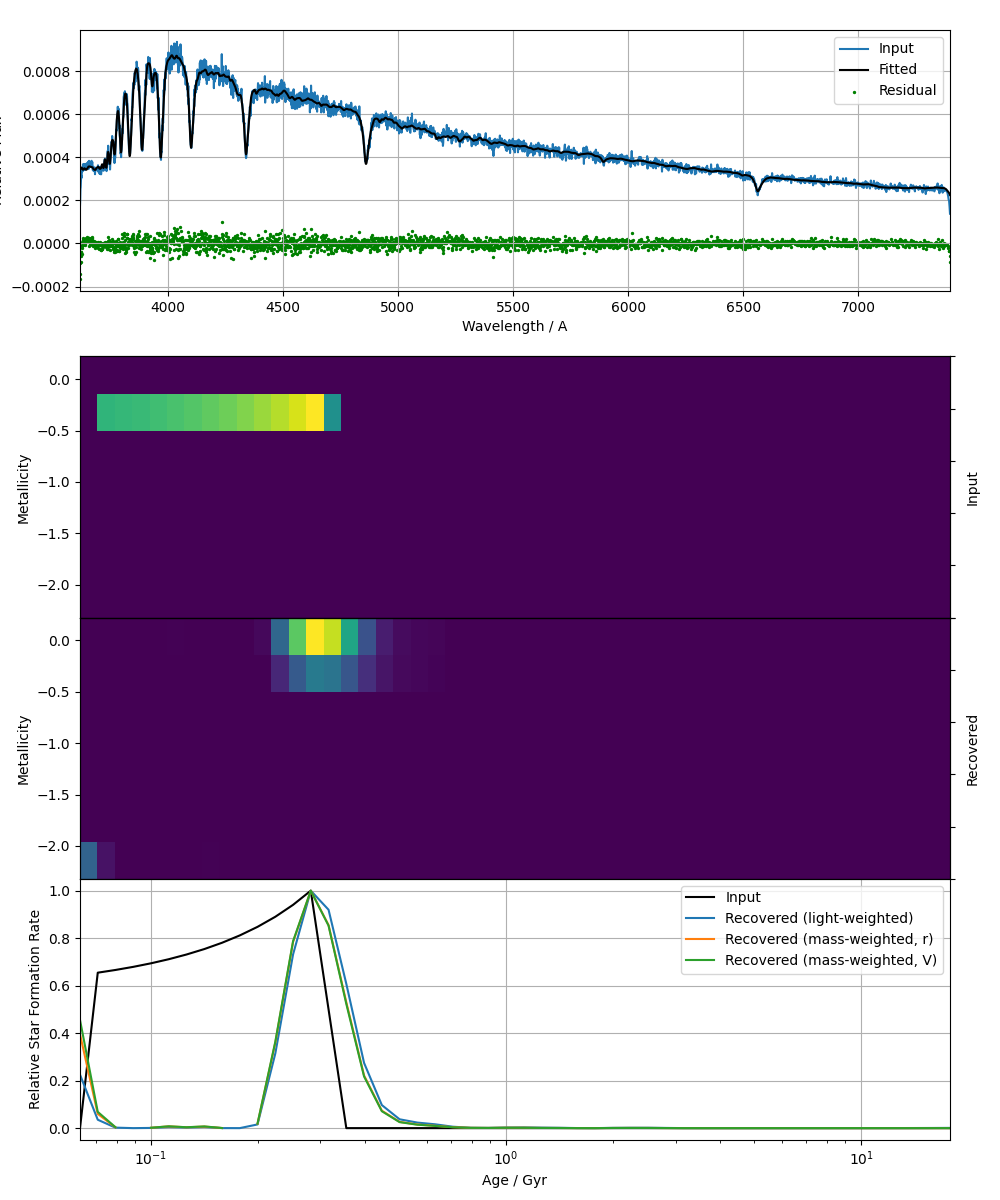 Input
Fitted
Residual
0.0008
0.0006
0.0004
0.0002
0.0000
−0.0002
4000 4500 5000 5500 6000 6500 7000
Wavelength / A
0.0
−0.5
−1.0
−1.5
−2.0
Metallicity
Input
0.0
−0.5
−1.0
−1.5
−2.0
Metallicity
Recovered
1.0
0.8
0.6
0.4
0.2
0.0
Relative Star Formation Rate
Input
Recovered (light-weighted)
Recovered (mass-weighted, r)
Recovered (mass-weighted, V)
10⁻¹ 10⁰ 10¹
Age / Gyr